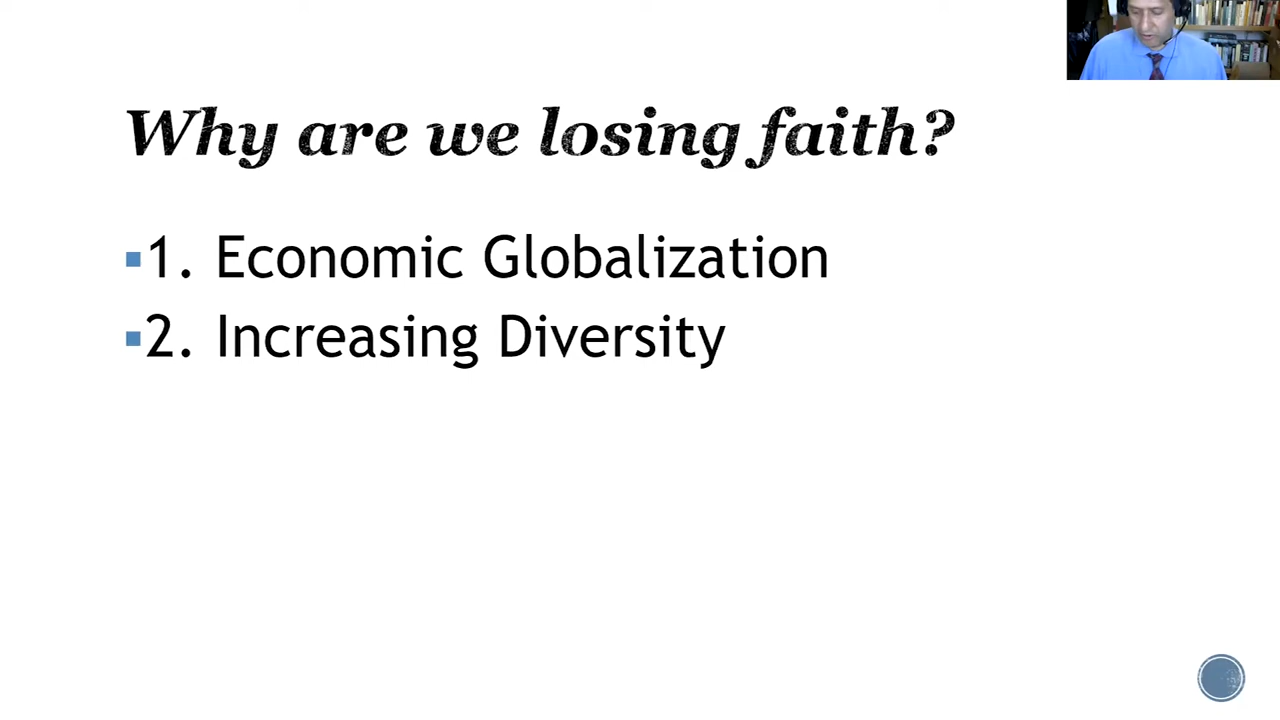 Why are we losing faith?
1. Economic Globalization
2. Increasing Diversity